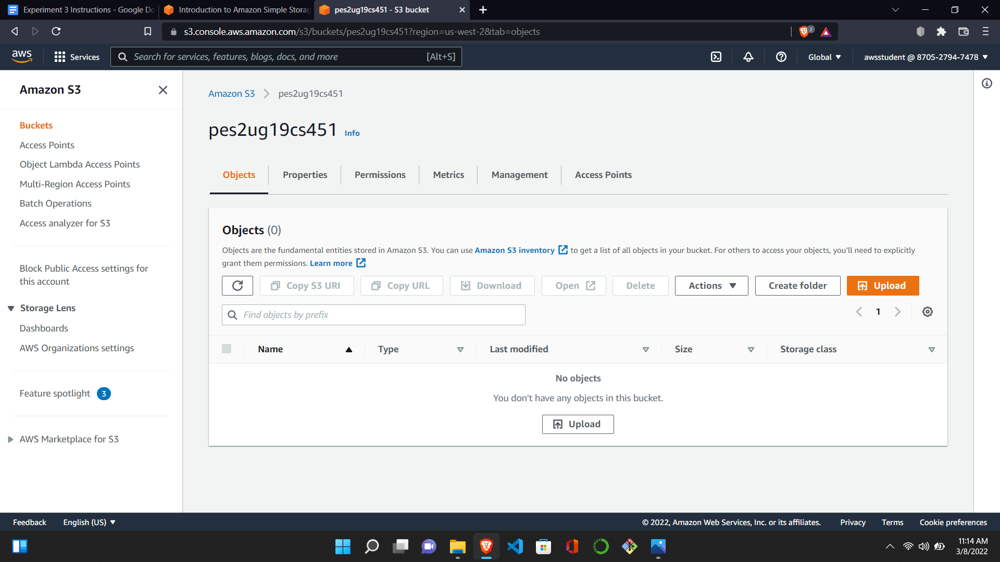 Experiment 3 Instructions - Google Do
Introduction to Amazon Simple Storag
pes2ug19cs451 - S3 bucket
s3.console.aws.amazon.com/s3/buckets/pes2ug19cs451?region=us-west-2&tab=objects
2
aws
Services
Search for services, features, blogs, docs, and more
[Alt+S]
Global
awsstudent @ 8705-2794-7478
Amazon S3
Buckets
Access Points
Object Lambda Access Points
Multi-Region Access Points
Batch Operations
Access analyzer for S3
Block Public Access settings for
this account
Storage Lens
Dashboards
AWS Organizations settings
Feature spotlight 3
AWS Marketplace for S3
Amazon S3 > pes2ug19cs451
pes2ug19cs451 Info
Objects Properties Permissions Metrics Management Access Points
Objects (0)
Objects are the fundamental entities stored in Amazon S3. You can use Amazon S3 inventory to get a list of all objects in your bucket. For others to access your objects, you'll need to explicitly
grant them permissions. Learn more
Copy S3 URI Copy URL Download Open Delete Actions Create folder Upload
Find objects by prefix
1
Name Type Last modified Size Storage class
No objects
You don't have any objects in this bucket.
Upload
Feedback English (US) © 2022, Amazon Web Services, Inc. or its affiliates. Privacy Terms Cookie preferences
11:14 AM
3/8/2022